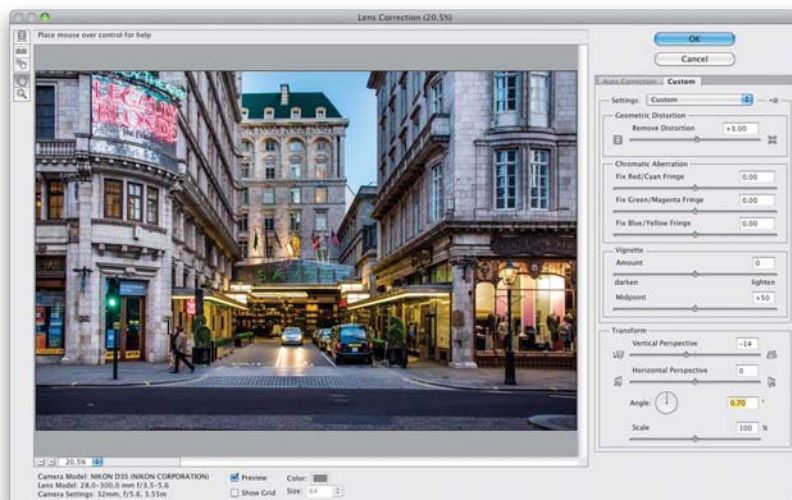 Lens Correction (20.5%)
Place mouse over control for help
OK
Cancel
Auto Correction
Custom
Settings: Custom
Geometric Distortion
Remove Distortion +3.00
Chromatic Aberration
Fix Red/Cyan Fringe 0.00
Fix Green/Magenta Fringe 0.00
Fix Blue/Yellow Fringe 0.00
Vignette
Amount 0
darken lighten
Midpoint +50
Transform
Vertical Perspective -14
Horizontal Perspective 0
Angle: 0.70 °
Scale 100 %
LEGALLY
BLONDE
SAVOY
20.5%
Camera Model: NIKON D3S (NIKON CORPORATION)
Lens Model: 28.0-300.0 mm f/3.5-5.6
Camera Settings: 32mm, f/5.6, 3.55m
Preview
Show Grid
Color:
Size: 64